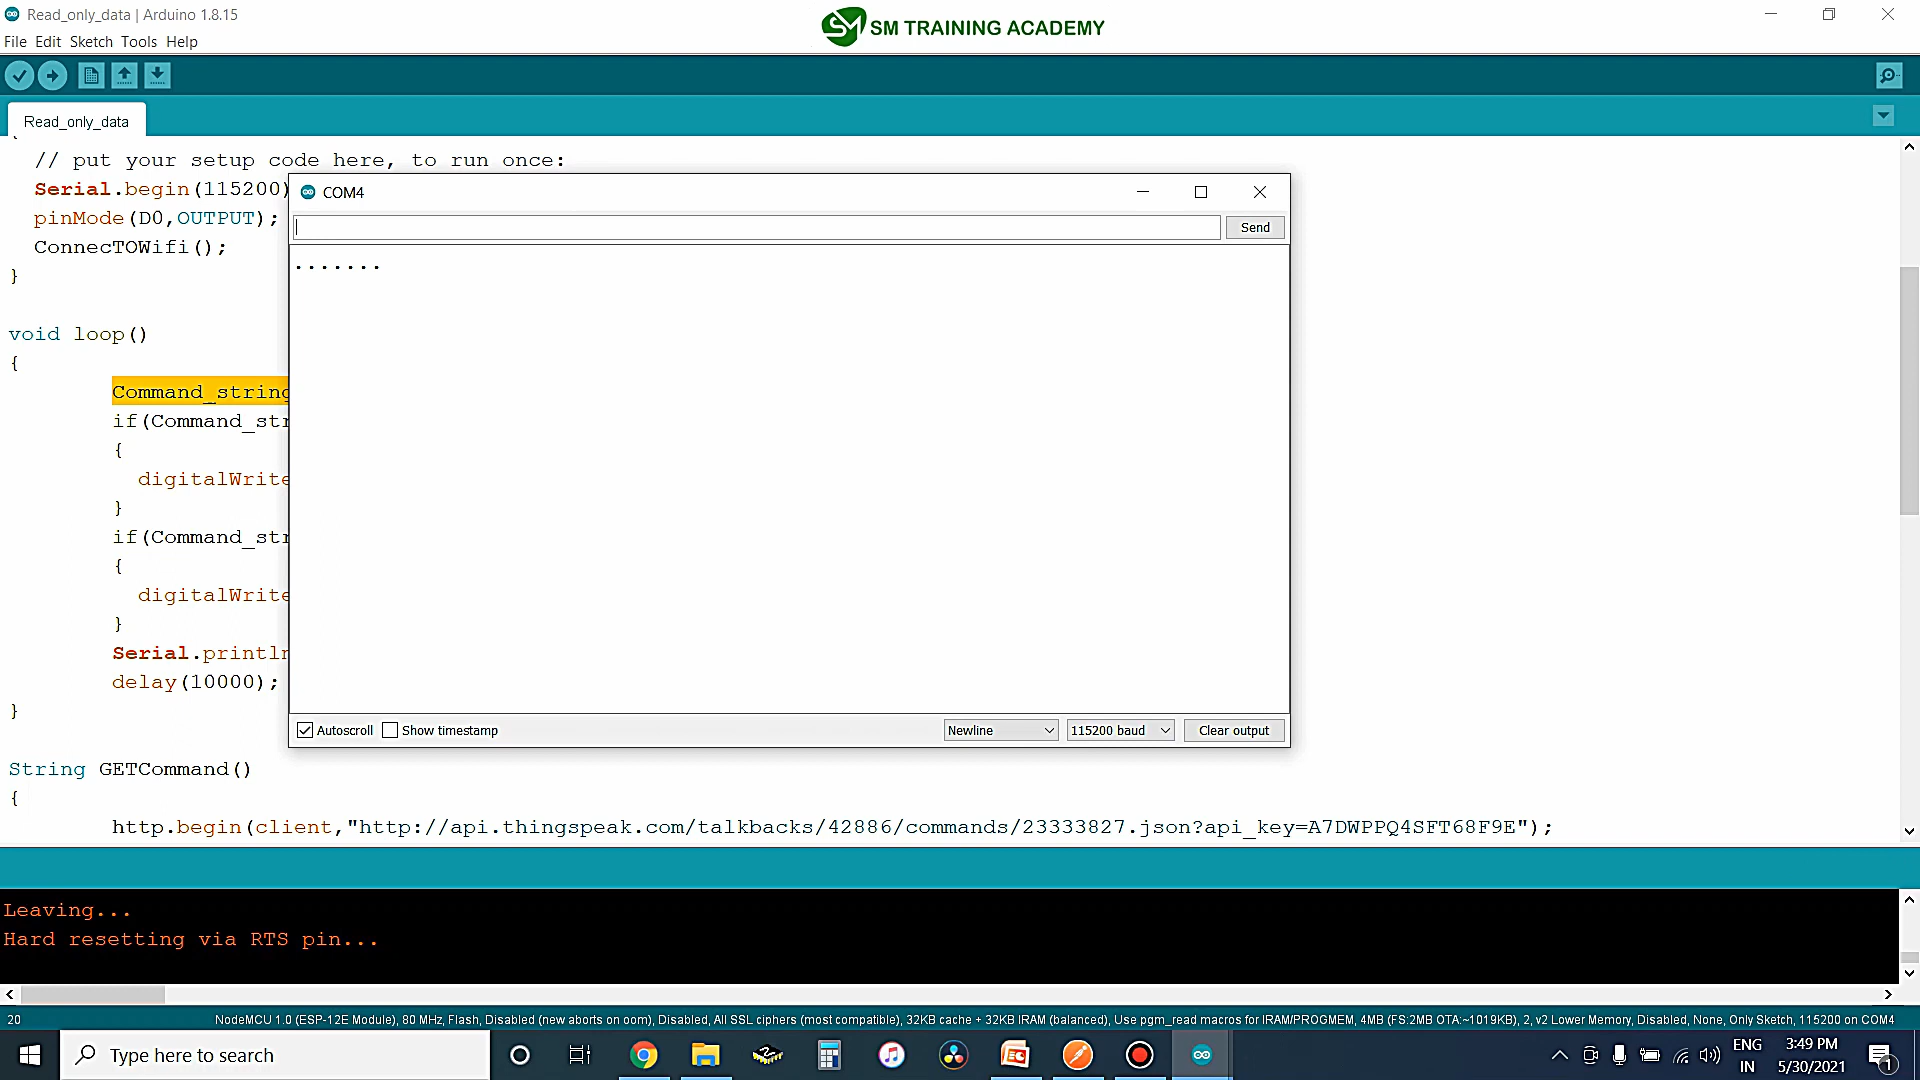 Read_only_data | Arduino 1.8.15
SM TRAINING ACADEMY
File Edit Sketch Tools Help
Read_only_data
// put your setup code here, to run once:
Serial.begin(115200)
pinMode(D0,OUTPUT);
ConnecTOWifi();
}
void loop()
{
Command_string
if(Command_str
{
digitalWrite
}
if(Command_str
{
digitalWrite
}
Serial.println
delay(10000);
}
String GETCommand()
{
http.begin(client,"http://api.thingspeak.com/talkbacks/42886/commands/23333827.json?api_key=A7DWPPQ4SFT68F9E");
COM4
Send
.......
Autoscroll Show timestamp Newline 115200 baud Clear output
Leaving...
Hard resetting via RTS pin...
20 NodeMCU 1.0 (ESP-12E Module), 80 MHz, Flash, Disabled (new aborts on oom), Disabled, All SSL ciphers (most compatible), 32KB cache + 32KB IRAM (balanced), Use pgm_read macros for IRAM/PROGMEM, 4MB (FS:2MB OTA:~1019KB), 2, v2 Lower Memory, Disabled, None, Only Sketch, 115200 on COM4
Type here to search
ENG
IN
3:49 PM
5/30/2021
1